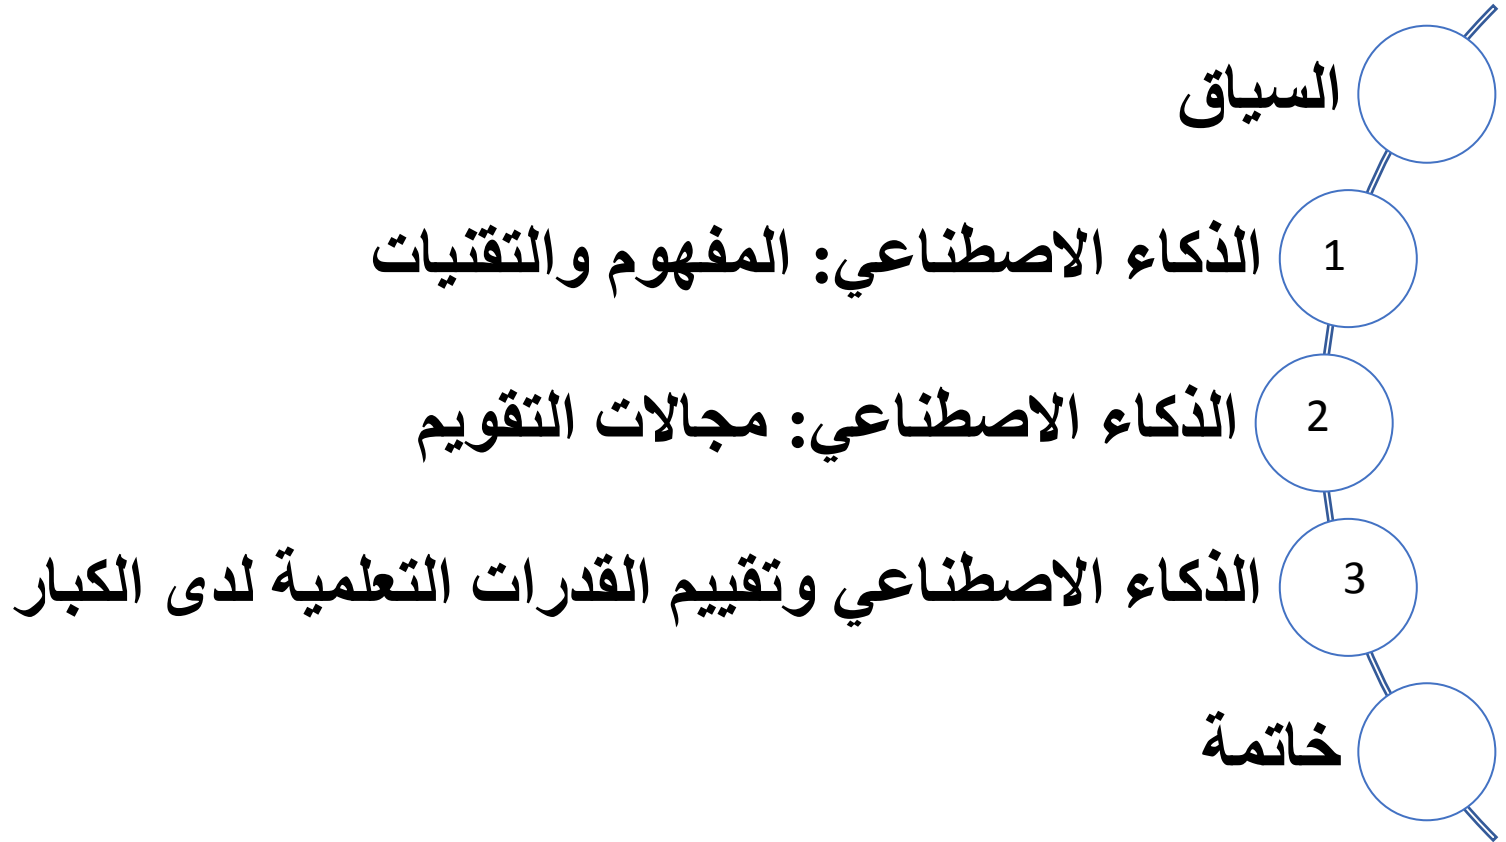 السياق
1 الذكاء الاصطناعي: المفهوم والتقنيات
2 الذكاء الاصطناعي: مجالات التقويم
3 الذكاء الاصطناعي وتقييم القدرات التعلمية لدى الكبار
خاتمة